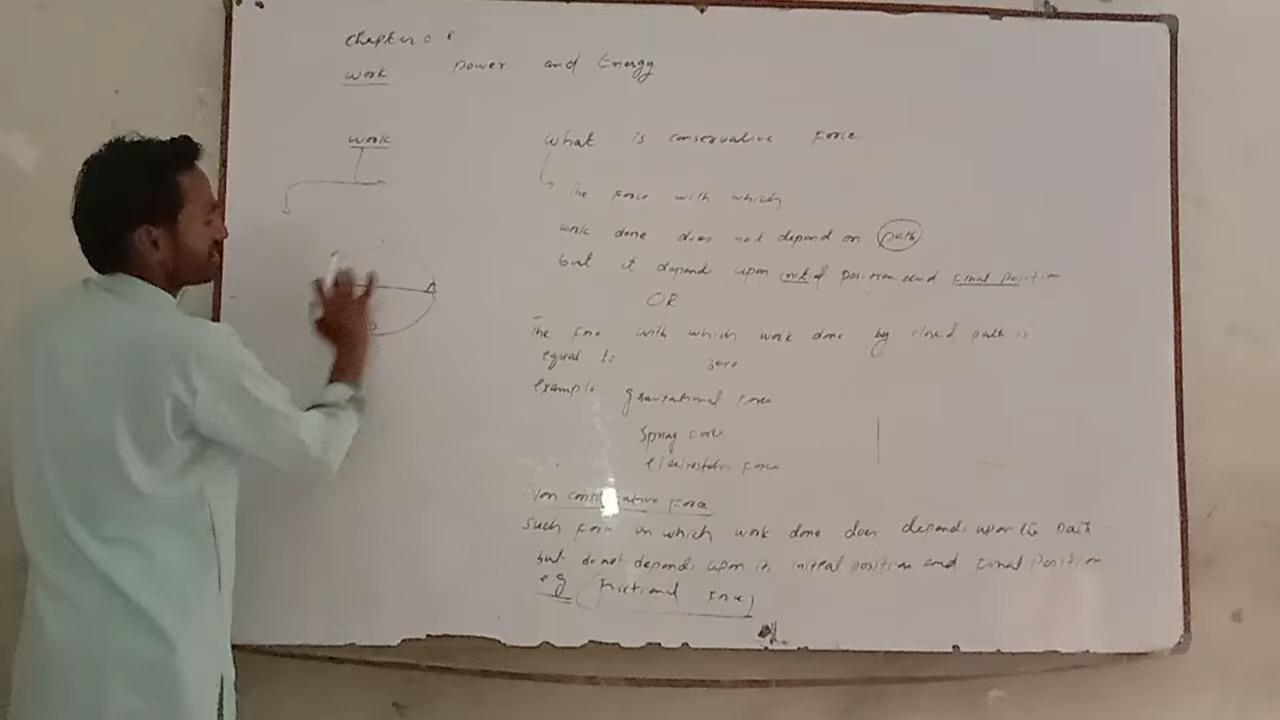 Chapter 0
work power and Energy
work
what is conservative Force
The Force with which
work done does not depend on path
but it depend upon initial position and Final position
OR
The Force with which work done by closed path is
equal to zero
example gravitational Force
Spring Force
Electrostatic Force
Non conservative Force
such Force in which work done does depends upon the path
but do not depends upon its initial position and Final Position
eg (Frictional Force)